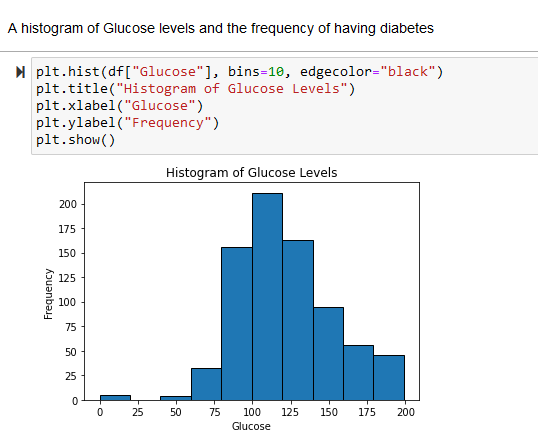 A histogram of Glucose levels and the frequency of having diabetes
plt.hist(df["Glucose"], bins=10, edgecolor="black")
plt.title("Histogram of Glucose Levels")
plt.xlabel("Glucose")
plt.ylabel("Frequency")
plt.show()
Histogram of Glucose Levels
Frequency
200
175
150
125
100
75
50
25
0
0 25 50 75 100 125 150 175 200
Glucose